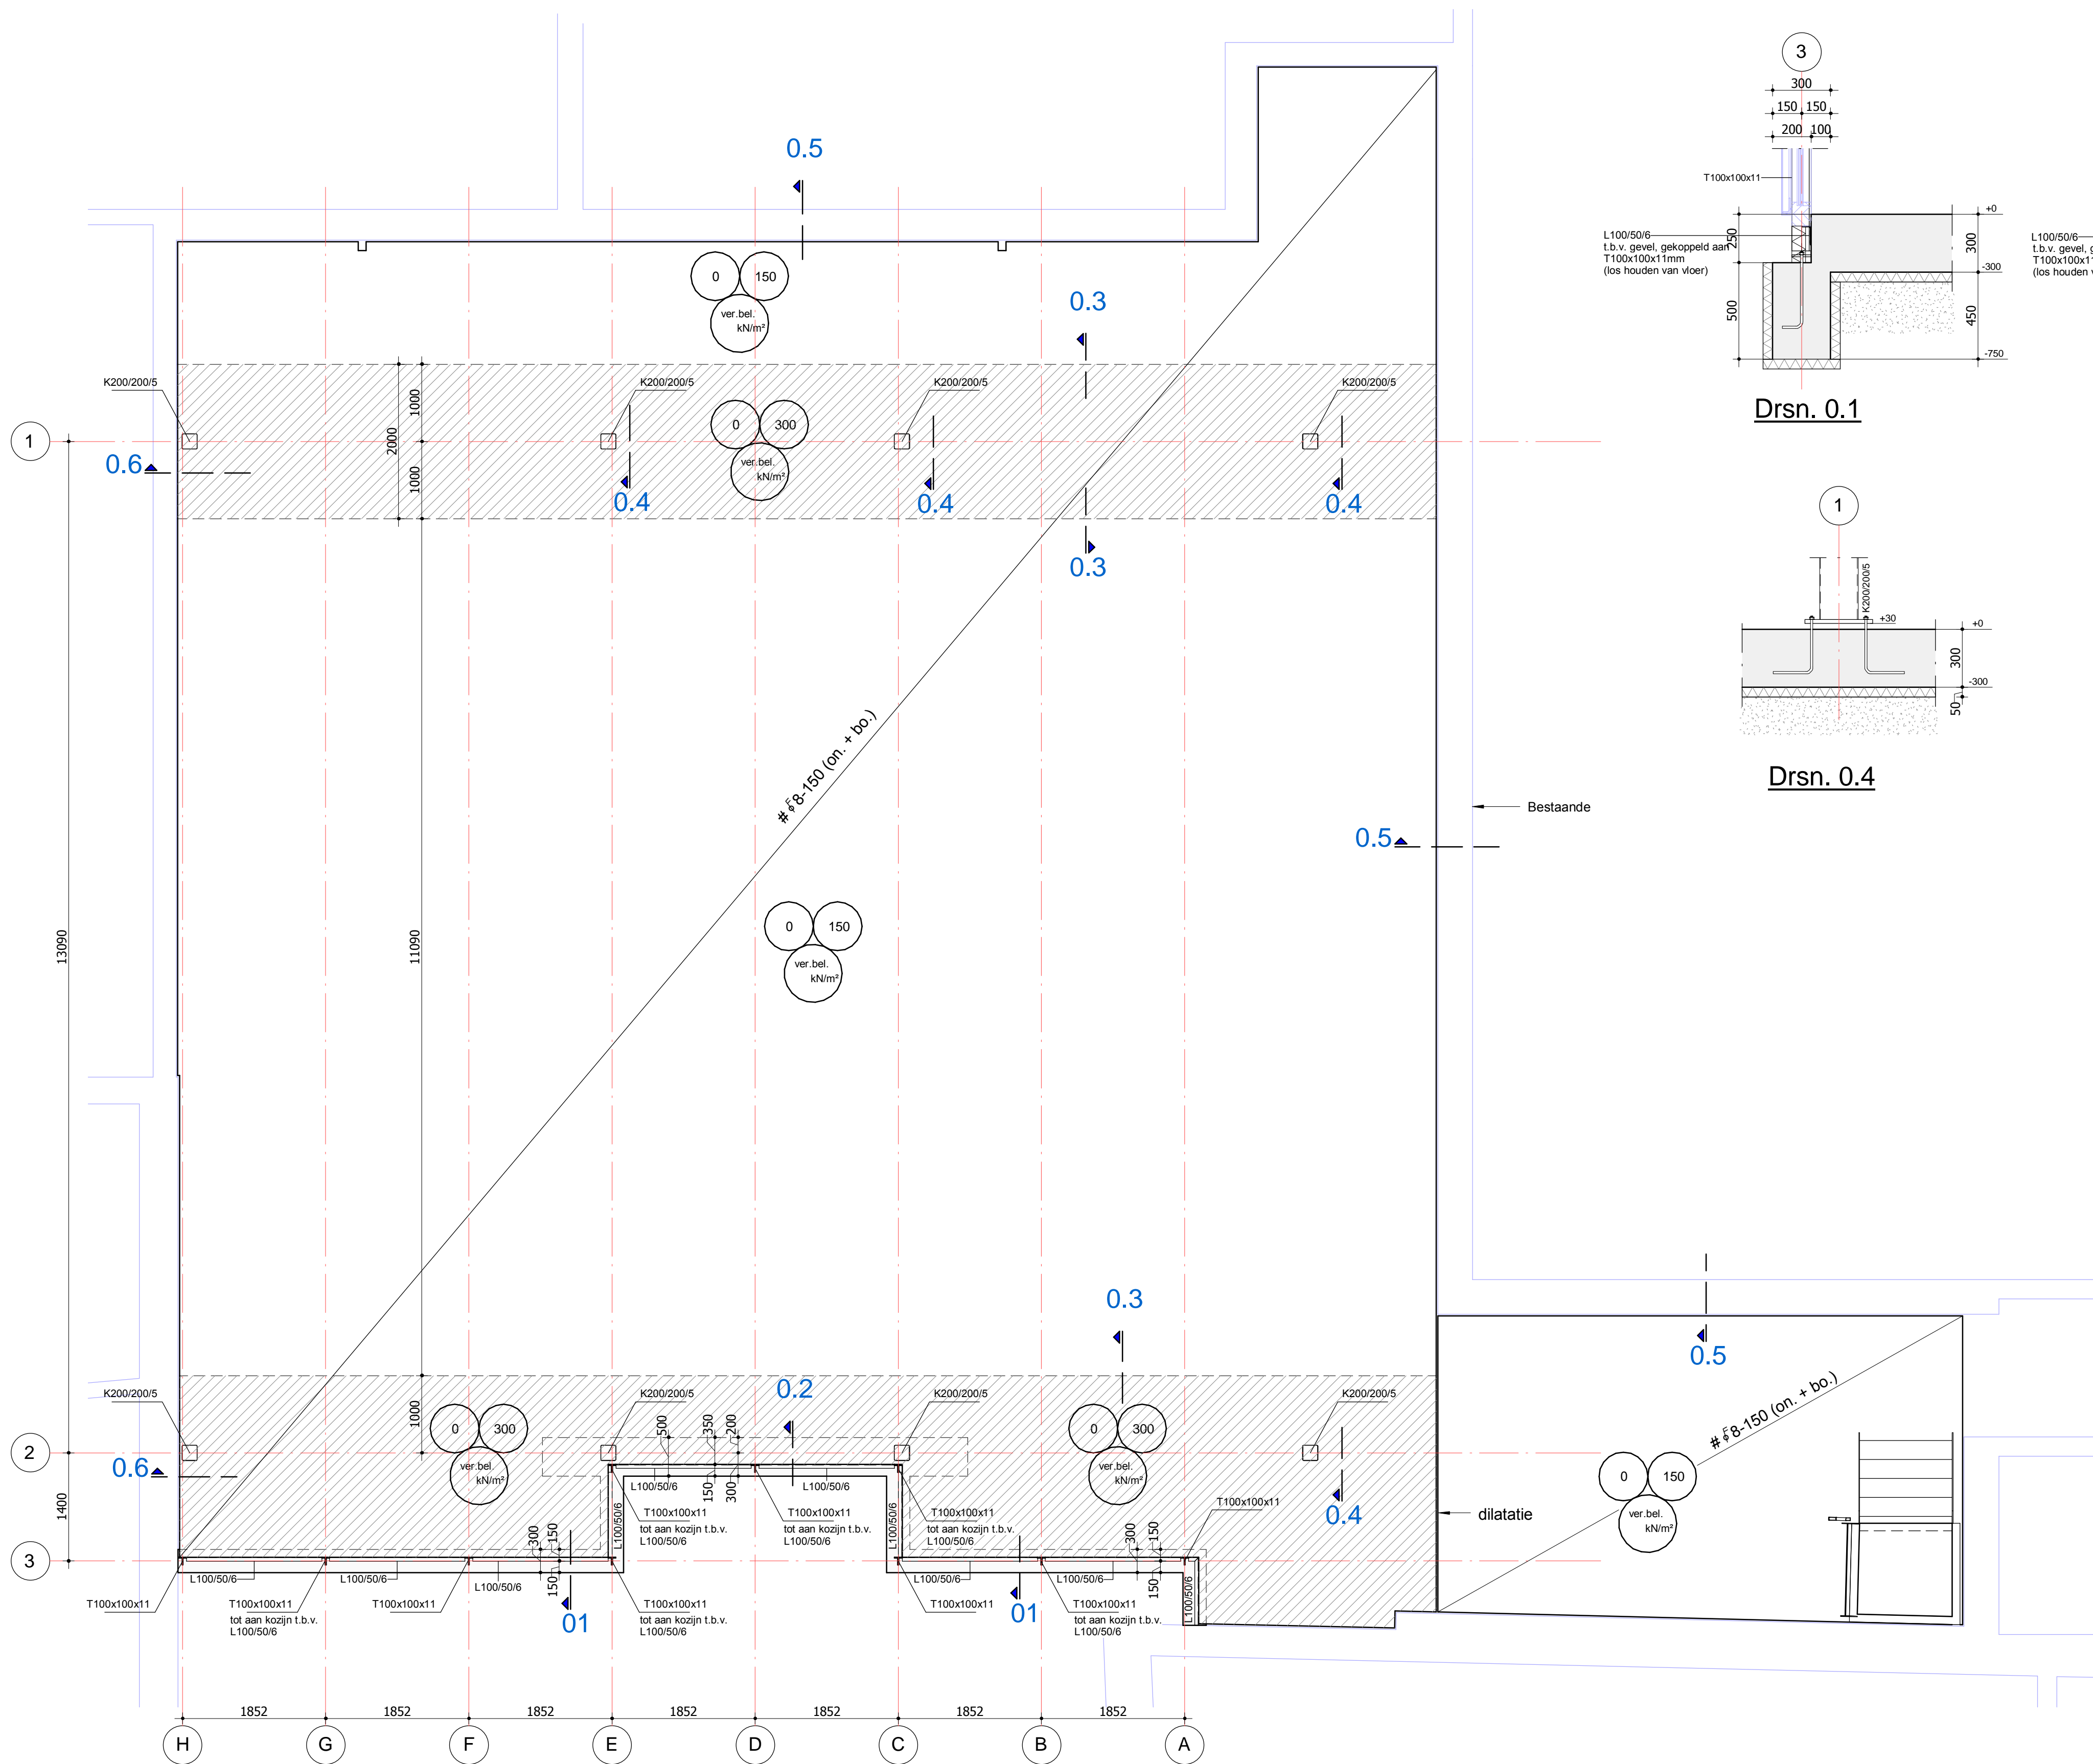 3
300
150 150
200 100
T100x100x11
+0
L100/50/6
t.b.v. gevel, gekoppeld aan
T100x100x11mm
(los houden van vloer)
250
500
300
-300
450
-750
Drsn. 0.1
L100/50/6
t.b.v. gevel, g
T100x100x11
(los houden v
1
K200/200/5
+30
+0
300
-300
50
Drsn. 0.4
0.5
0 150
ver.bel.
kN/m²
0.3
K200/200/5
K200/200/5
K200/200/5
K200/200/5
1000
2000
1000
0 300
ver.bel.
kN/m²
1
0.6
0.4
0.4
0.4
0.3
# 8-150 (on. + bo.)
Bestaande
0.5
13090
11090
0 150
ver.bel.
kN/m²
0.3
0.5
0.2
K200/200/5
K200/200/5
K200/200/5
K200/200/5
1000
0 300
ver.bel.
kN/m²
500
350
200
150
300
0 300
ver.bel.
kN/m²
# 8-150 (on. + bo.)
0 150
ver.bel.
kN/m²
2
0.6
1400
L100/50/6
L100/50/6
L100/50/6
L100/50/6
T100x100x11
tot aan kozijn t.b.v.
L100/50/6
T100x100x11
tot aan kozijn t.b.v.
L100/50/6
T100x100x11
tot aan kozijn t.b.v.
L100/50/6
T100x100x11
0.4
dilatatie
300
150
150
300
150
150
3
L100/50/6
L100/50/6
L100/50/6
L100/50/6
L100/50/6
L100/50/6
T100x100x11
T100x100x11
tot aan kozijn t.b.v.
L100/50/6
T100x100x11
01
T100x100x11
tot aan kozijn t.b.v.
L100/50/6
T100x100x11
01
T100x100x11
tot aan kozijn t.b.v.
L100/50/6
1852 1852 1852 1852 1852 1852 1852
H G F E D C B A